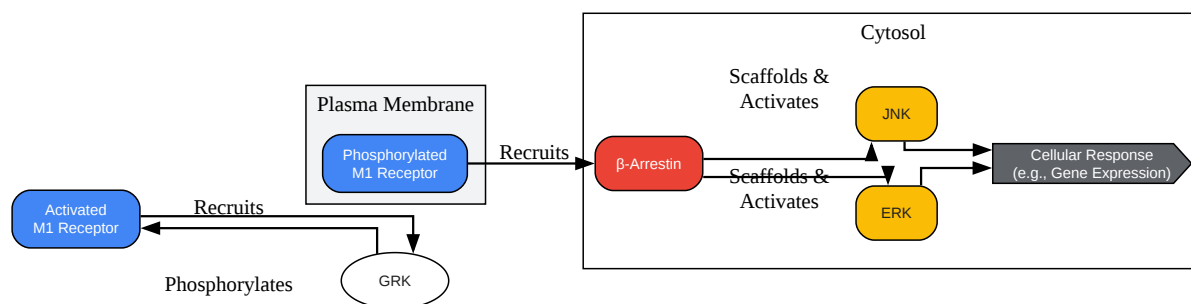 Cytosol
Scaffolds &
Activates
Plasma Membrane
JNK
Phosphorylated
M1 Receptor
Recruits
β-Arrestin
Cellular Response
(e.g., Gene Expression)
Scaffolds &
Activates
ERK
Activated
M1 Receptor
Recruits
Phosphorylates
GRK